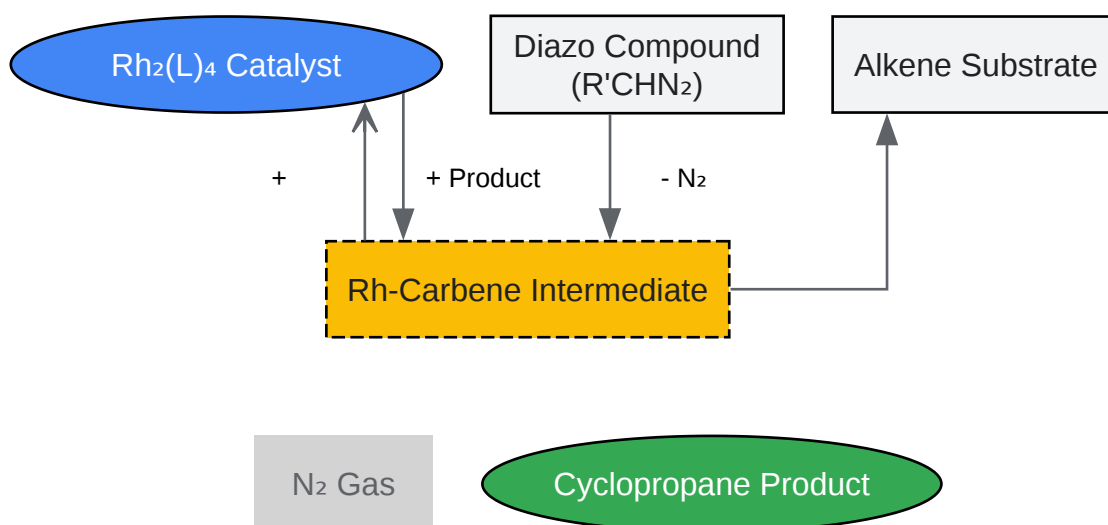 Rh₂(L)₄ Catalyst
Diazo Compound
(R'CHN₂)
Alkene Substrate
+
+ Product
- N₂
Rh-Carbene Intermediate
N₂ Gas
Cyclopropane Product